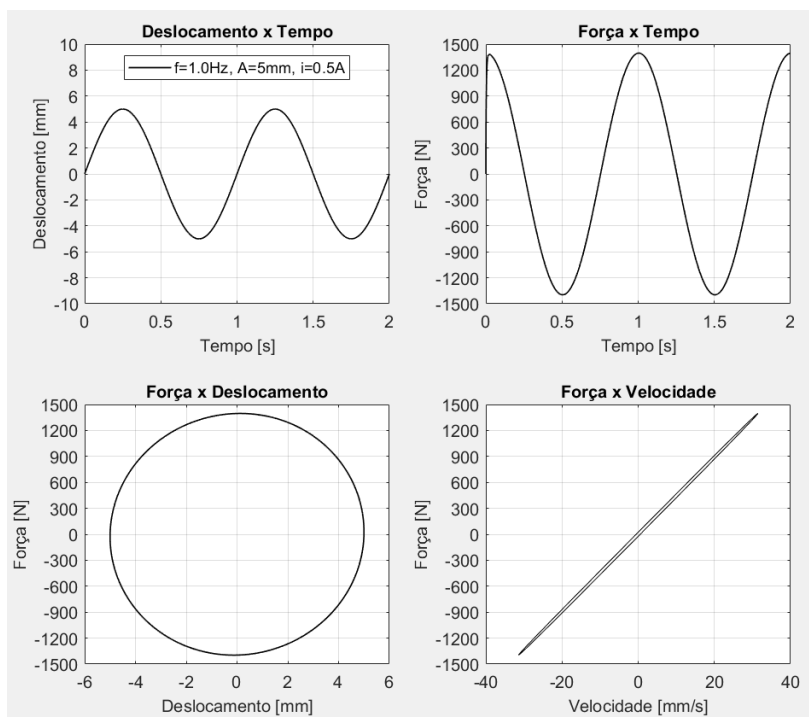 Deslocamento x Tempo
10
8
6
4
2
0
-2
-4
-6
-8
-10
Deslocamento [mm]
f=1.0Hz, A=5mm, i=0.5A
0 0.5 1 1.5 2
Tempo [s]
Força x Tempo
1500
1200
900
600
300
0
-300
-600
-900
-1200
-1500
Força [N]
0 0.5 1 1.5 2
Tempo [s]
Força x Deslocamento
1500
1200
900
600
300
0
-300
-600
-900
-1200
-1500
Força [N]
-6 -4 -2 0 2 4 6
Deslocamento [mm]
Força x Velocidade
1500
1200
900
600
300
0
-300
-600
-900
-1200
-1500
Força [N]
-40 -20 0 20 40
Velocidade [mm/s]